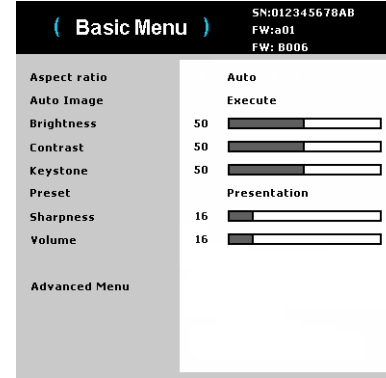 ( Basic Menu )
SN:012345678AB
FW:a01
FW: B006
Aspect ratio Auto
Auto Image Execute
Brightness 50
Contrast 50
Keystone 50
Preset Presentation
Sharpness 16
Volume 16
Advanced Menu